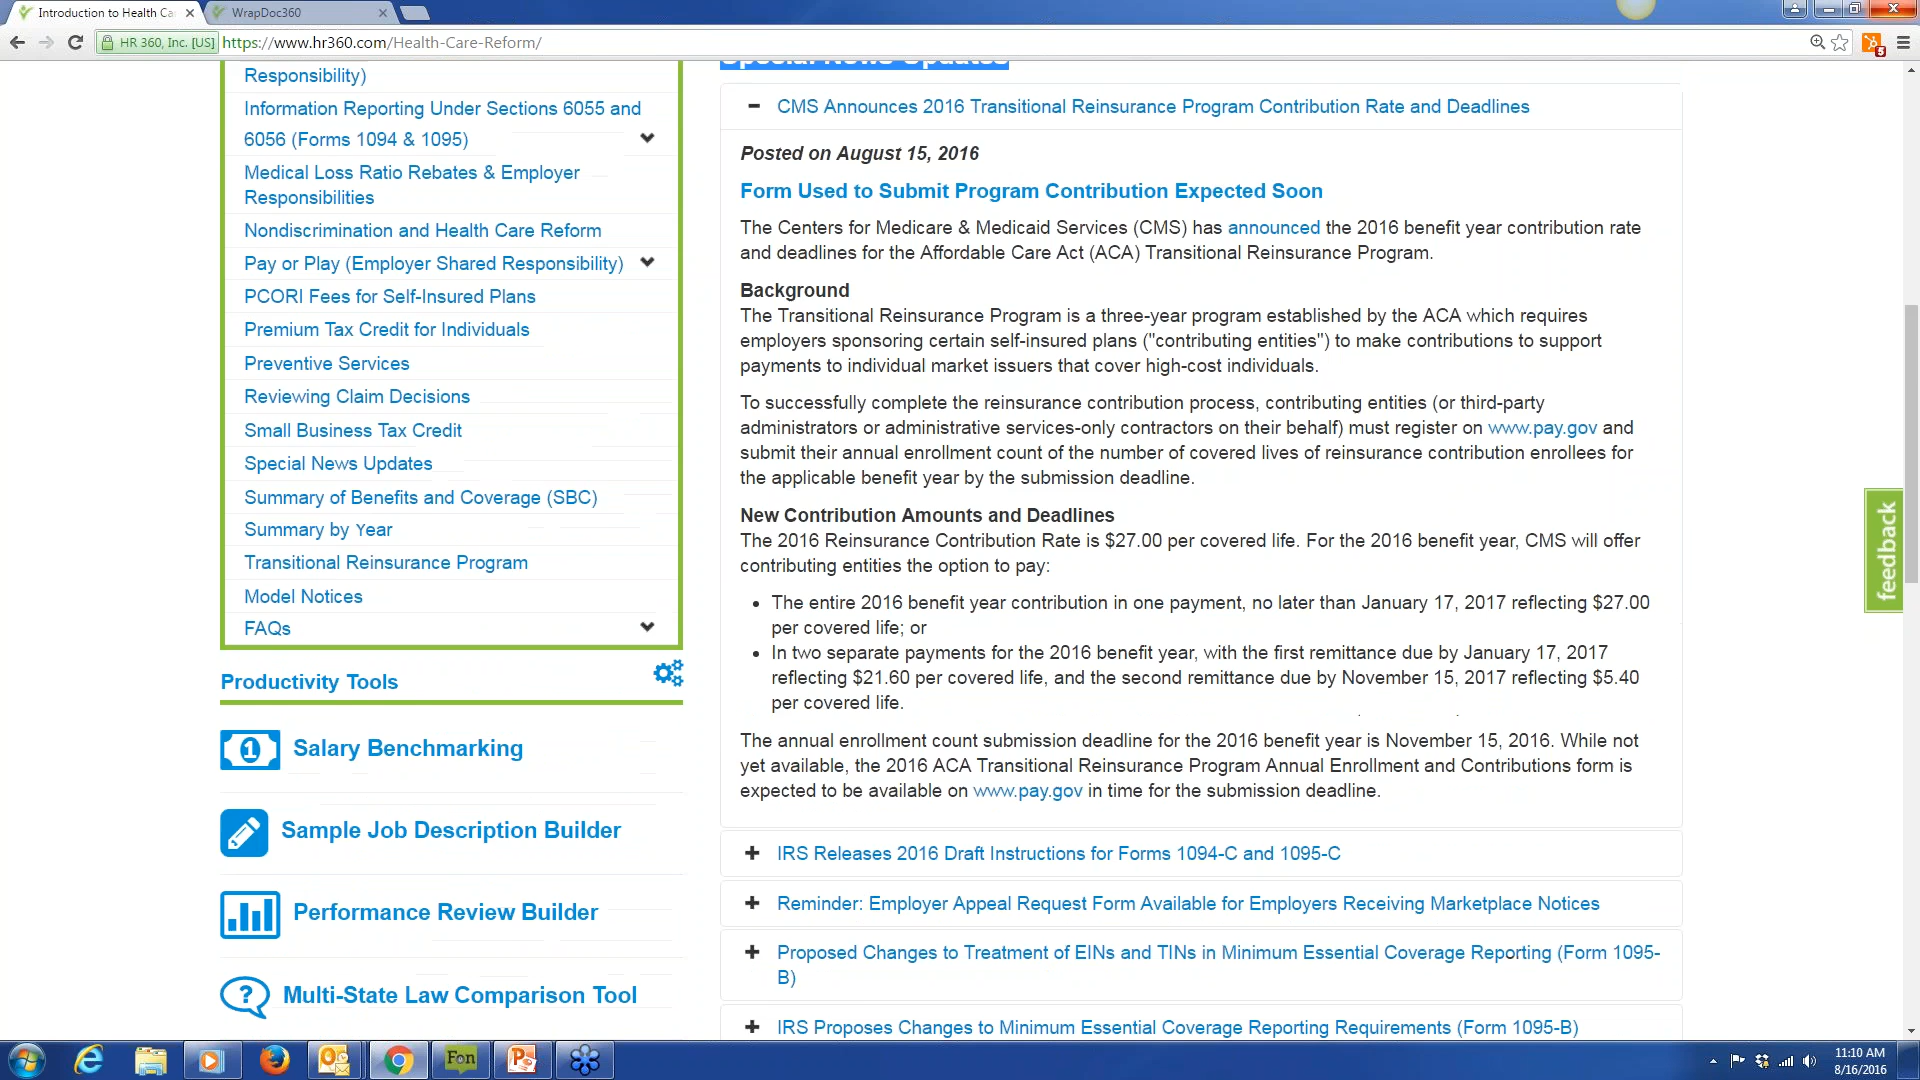 Introduction to Health Ca
WrapDoc360
HR 360, Inc. [US]
https://www.hr360.com/Health-Care-Reform/
5
Responsibility)
Information Reporting Under Sections 6055 and
6056 (Forms 1094 & 1095)
Medical Loss Ratio Rebates & Employer
Responsibilities
Nondiscrimination and Health Care Reform
Pay or Play (Employer Shared Responsibility)
PCORI Fees for Self-Insured Plans
Premium Tax Credit for Individuals
Preventive Services
Reviewing Claim Decisions
Small Business Tax Credit
Special News Updates
Summary of Benefits and Coverage (SBC)
Summary by Year
Transitional Reinsurance Program
Model Notices
FAQs
Productivity Tools
Salary Benchmarking
Sample Job Description Builder
Performance Review Builder
Multi-State Law Comparison Tool
Special News Updates
CMS Announces 2016 Transitional Reinsurance Program Contribution Rate and Deadlines
Posted on August 15, 2016
Form Used to Submit Program Contribution Expected Soon
The Centers for Medicare & Medicaid Services (CMS) has announced the 2016 benefit year contribution rate
and deadlines for the Affordable Care Act (ACA) Transitional Reinsurance Program.
Background
The Transitional Reinsurance Program is a three-year program established by the ACA which requires
employers sponsoring certain self-insured plans ("contributing entities") to make contributions to support
payments to individual market issuers that cover high-cost individuals.
To successfully complete the reinsurance contribution process, contributing entities (or third-party
administrators or administrative services-only contractors on their behalf) must register on www.pay.gov and
submit their annual enrollment count of the number of covered lives of reinsurance contribution enrollees for
the applicable benefit year by the submission deadline.
New Contribution Amounts and Deadlines
The 2016 Reinsurance Contribution Rate is $27.00 per covered life. For the 2016 benefit year, CMS will offer
contributing entities the option to pay:
• The entire 2016 benefit year contribution in one payment, no later than January 17, 2017 reflecting $27.00
per covered life; or
• In two separate payments for the 2016 benefit year, with the first remittance due by January 17, 2017
reflecting $21.60 per covered life, and the second remittance due by November 15, 2017 reflecting $5.40
per covered life.
The annual enrollment count submission deadline for the 2016 benefit year is November 15, 2016. While not
yet available, the 2016 ACA Transitional Reinsurance Program Annual Enrollment and Contributions form is
expected to be available on www.pay.gov in time for the submission deadline.
IRS Releases 2016 Draft Instructions for Forms 1094-C and 1095-C
Reminder: Employer Appeal Request Form Available for Employers Receiving Marketplace Notices
Proposed Changes to Treatment of EINs and TINs in Minimum Essential Coverage Reporting (Form 1095-
B)
IRS Proposes Changes to Minimum Essential Coverage Reporting Requirements (Form 1095-B)
feedback
Fon
11:10 AM
8/16/2016